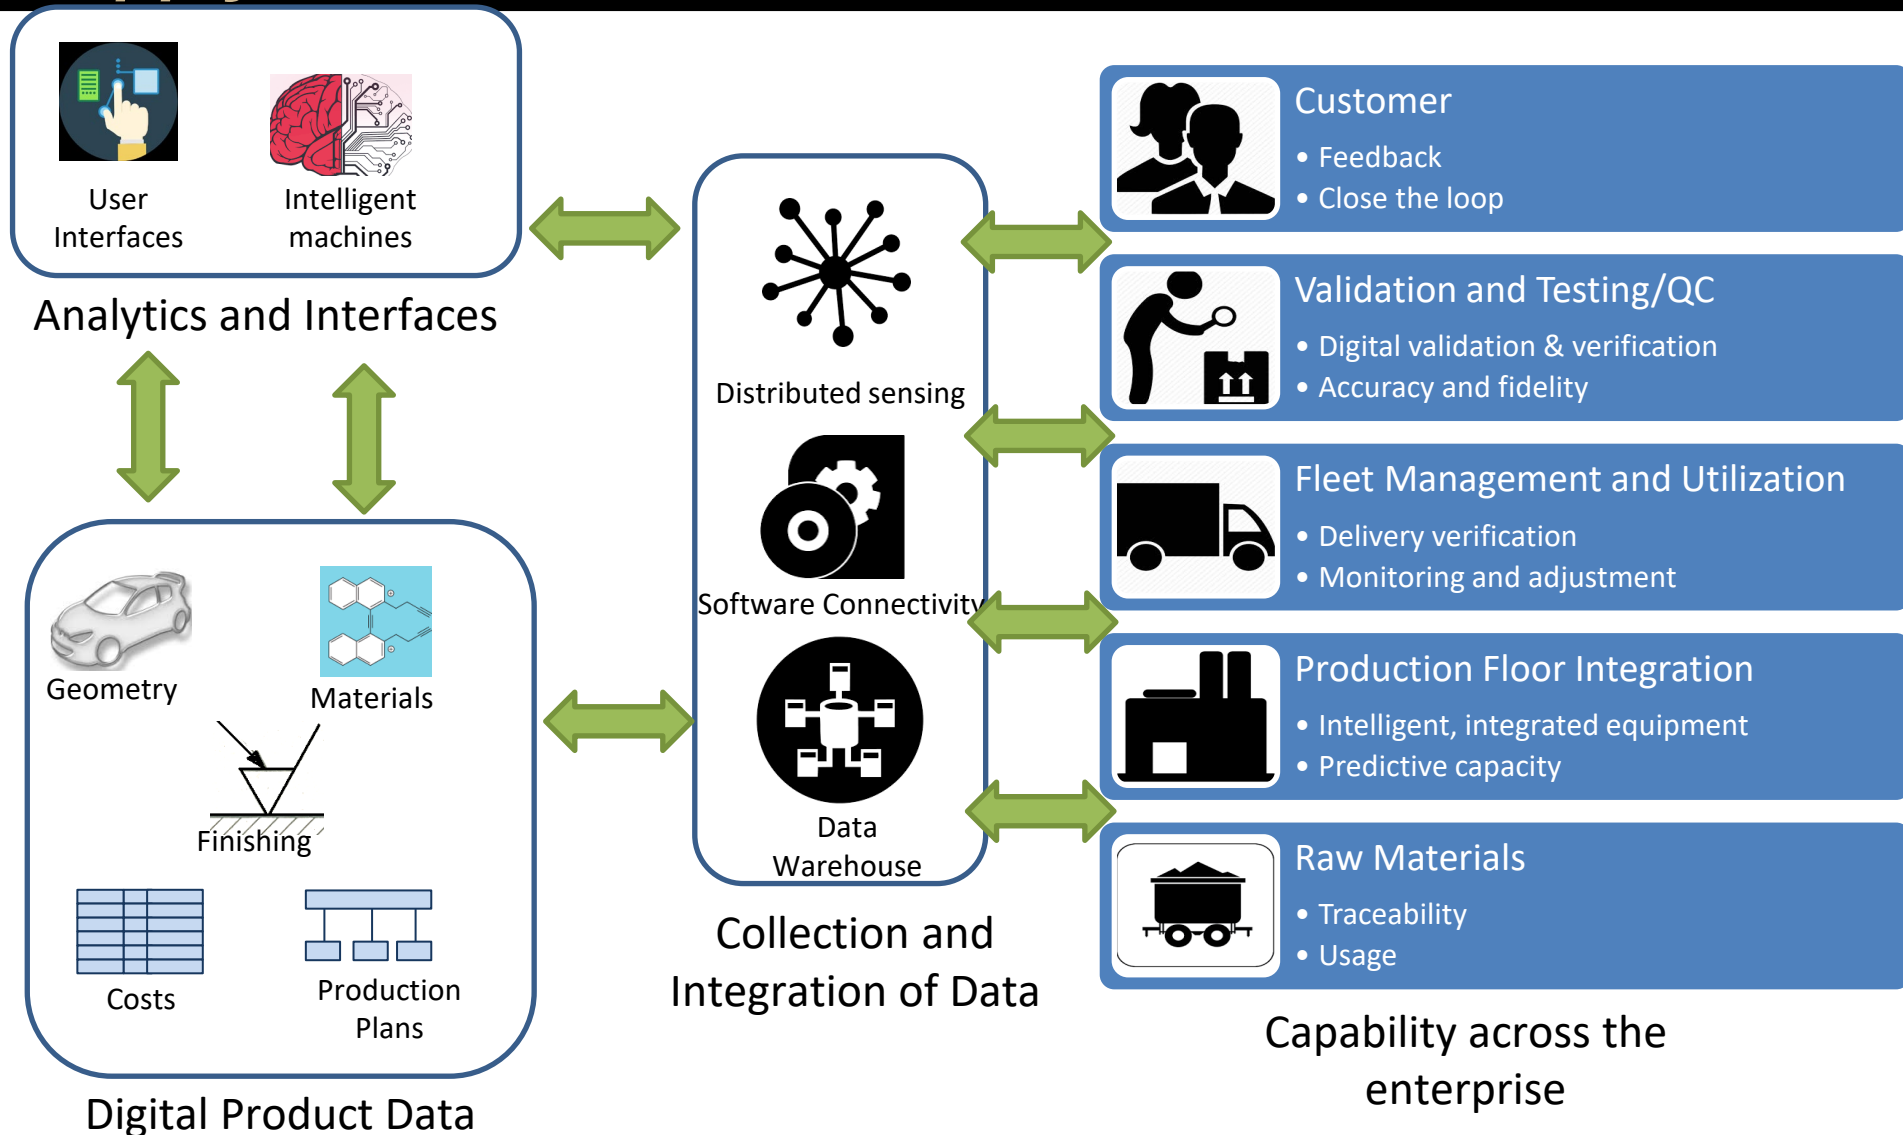 User
Interfaces
Intelligent
machines
Analytics and Interfaces
Geometry
Materials
Finishing
Costs
Production
Plans
Digital Product Data
Distributed sensing
Software Connectivity
Data
Warehouse
Collection and
Integration of Data
Customer
• Feedback
• Close the loop
Validation and Testing/QC
• Digital validation & verification
• Accuracy and fidelity
Fleet Management and Utilization
• Delivery verification
• Monitoring and adjustment
Production Floor Integration
• Intelligent, integrated equipment
• Predictive capacity
Raw Materials
• Traceability
• Usage
Capability across the
enterprise